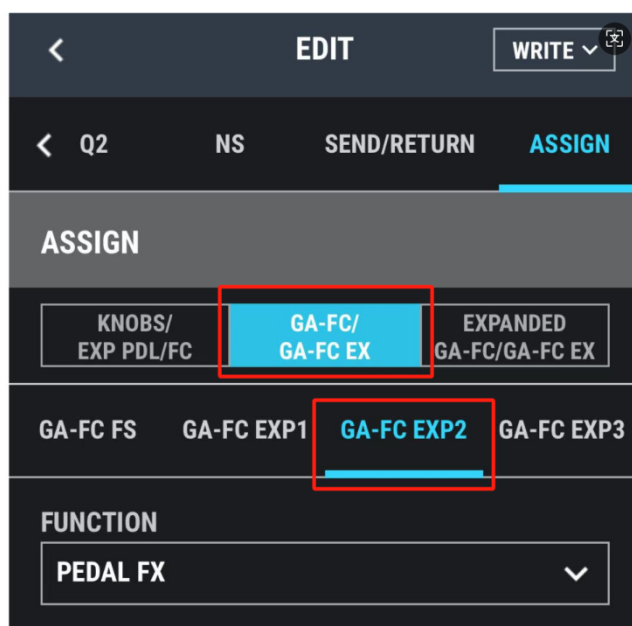 EDIT
WRITE
Q2 NS SEND/RETURN ASSIGN
ASSIGN
KNOBS/
EXP PDL/FC
GA-FC/
GA-FC EX
EXPANDED
GA-FC/GA-FC EX
GA-FC FS GA-FC EXP1 GA-FC EXP2 GA-FC EXP3
FUNCTION
PEDAL FX